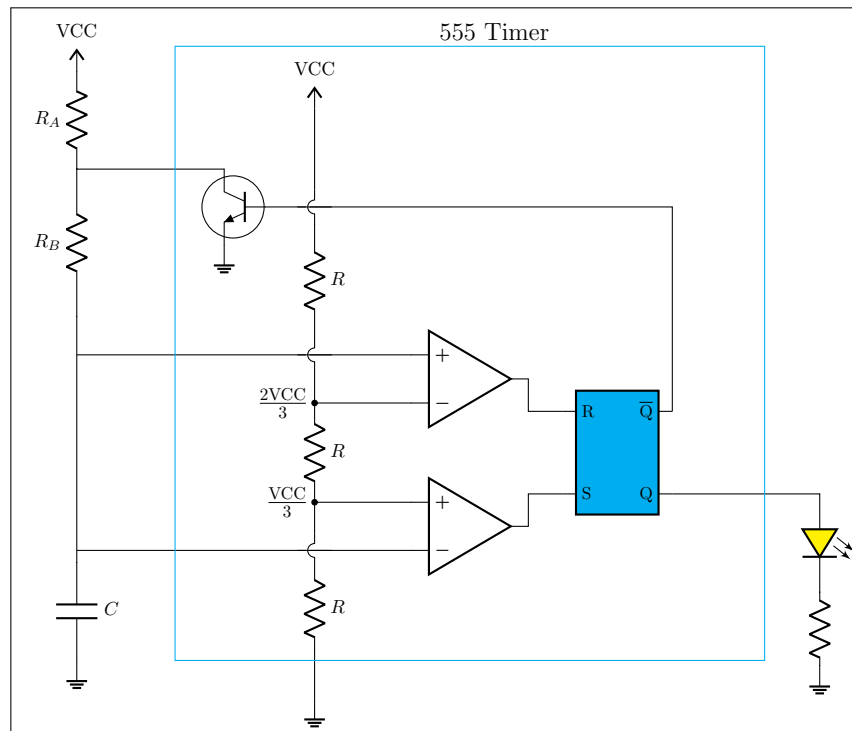 555 Timer
VCC
VCC
R_A
R_B
R
+
2VCC/3
−
R
R
Q̅
VCC/3
+
S
Q
−
C
R